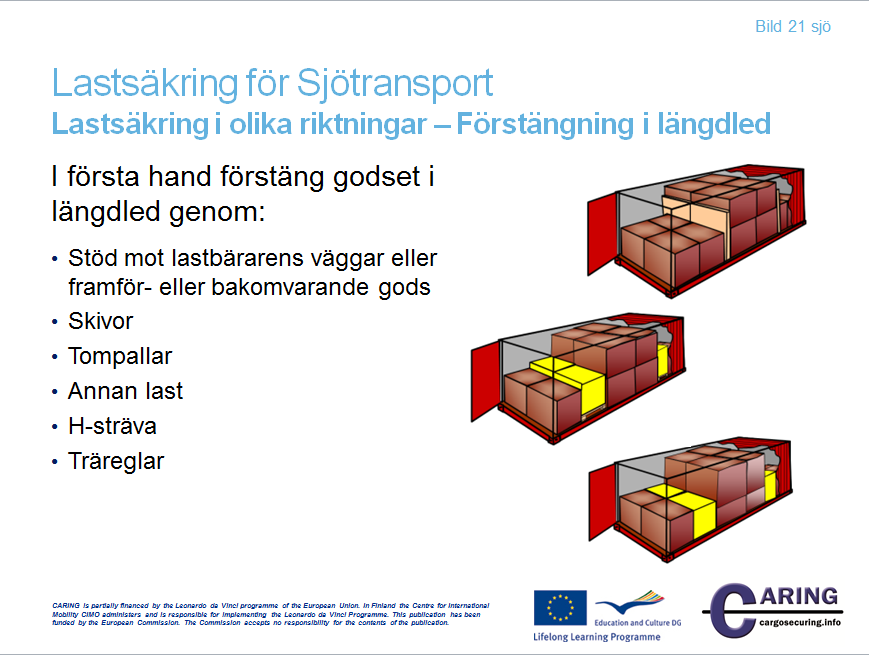 Bild 21 sjö
Lastsäkring för Sjötransport
Lastsäkring i olika riktningar – Förstängning i längdled
I första hand förstäng godset i
längdled genom:
• Stöd mot lastbärarens väggar eller
framför- eller bakomvarande gods
• Skivor
• Tompallar
• Annan last
• H-sträva
• Träreglar
CARING is partially financed by the Leonardo da Vinci programme of the European Union. In Finland the Centre for International
Mobility CIMO administers and is responsible for implementing the Leonardo da Vinci Programme. This publication has been
funded by the European Commission. The Commission accepts no responsibility for the contents of the publication.
Education and Culture DG
Lifelong Learning Programme
CARING
cargosecuring.info